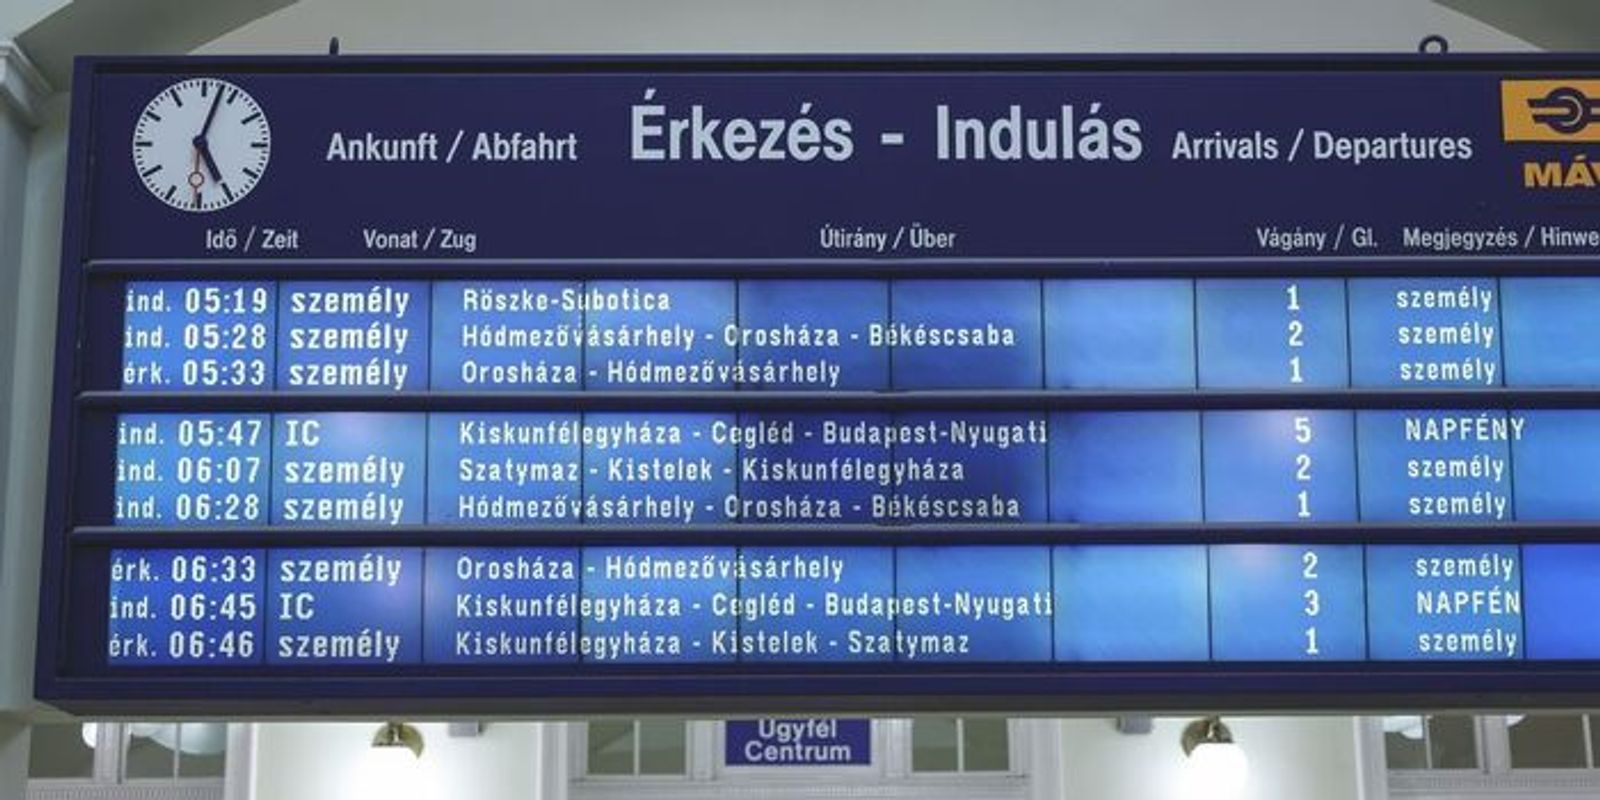 Ankunft / Abfahrt Érkezés - Indulás Arrivals / Departures
Idő / Zeit Vonat / Zug Útirány / Über Vágány / Gl. Megjegyzés / Hinwe
ind. 05:19 személy Röszke-Subotica 1 személy
ind. 05:28 személy Hódmezővásárhely - Orosháza - Békéscsaba 2 személy
érk. 05:33 személy Orosháza - Hódmezővásárhely 1 személy
ind. 05:47 IC Kiskunfélegyháza - Cegléd - Budapest-Nyugati 5 NAPFÉNY
ind. 06:07 személy Szatymaz - Kistelek - Kiskunfélegyháza 2 személy
ind. 06:28 személy Hódmezővásárhely - Orosháza - Békéscsaba 1 személy
érk. 06:33 személy Orosháza - Hódmezővásárhely 2 személy
ind. 06:45 IC Kiskunfélegyháza - Cegléd - Budapest-Nyugati 3 NAPFÉN
érk. 06:46 személy Kiskunfélegyháza - Kistelek - Szatymaz 1 személy
Ügyfél
Centrum